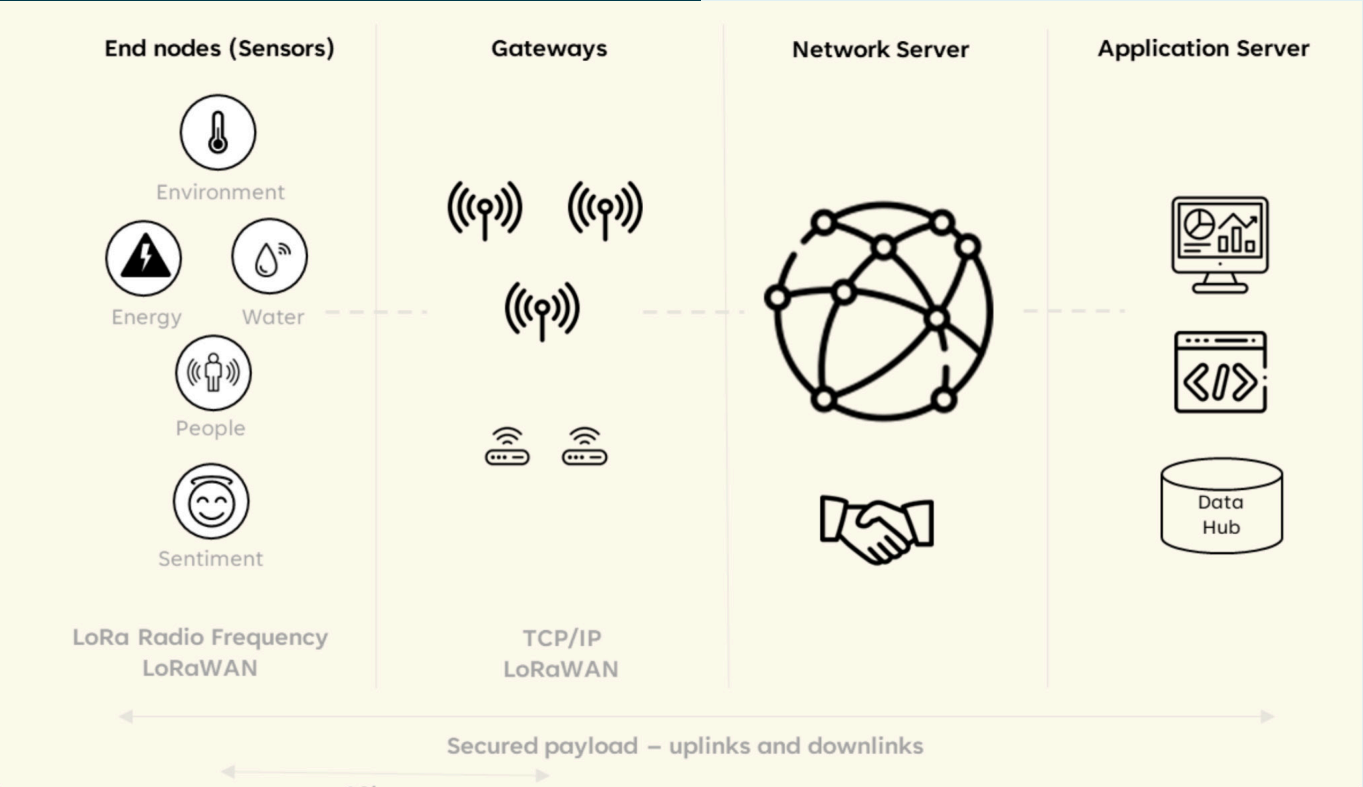 End nodes (Sensors)
Gateways
Network Server
Application Server
Environment
Energy
Water
People
Sentiment
Data
Hub
LoRa Radio Frequency
LoRaWAN
TCP/IP
LoRaWAN
Secured payload – uplinks and downlinks